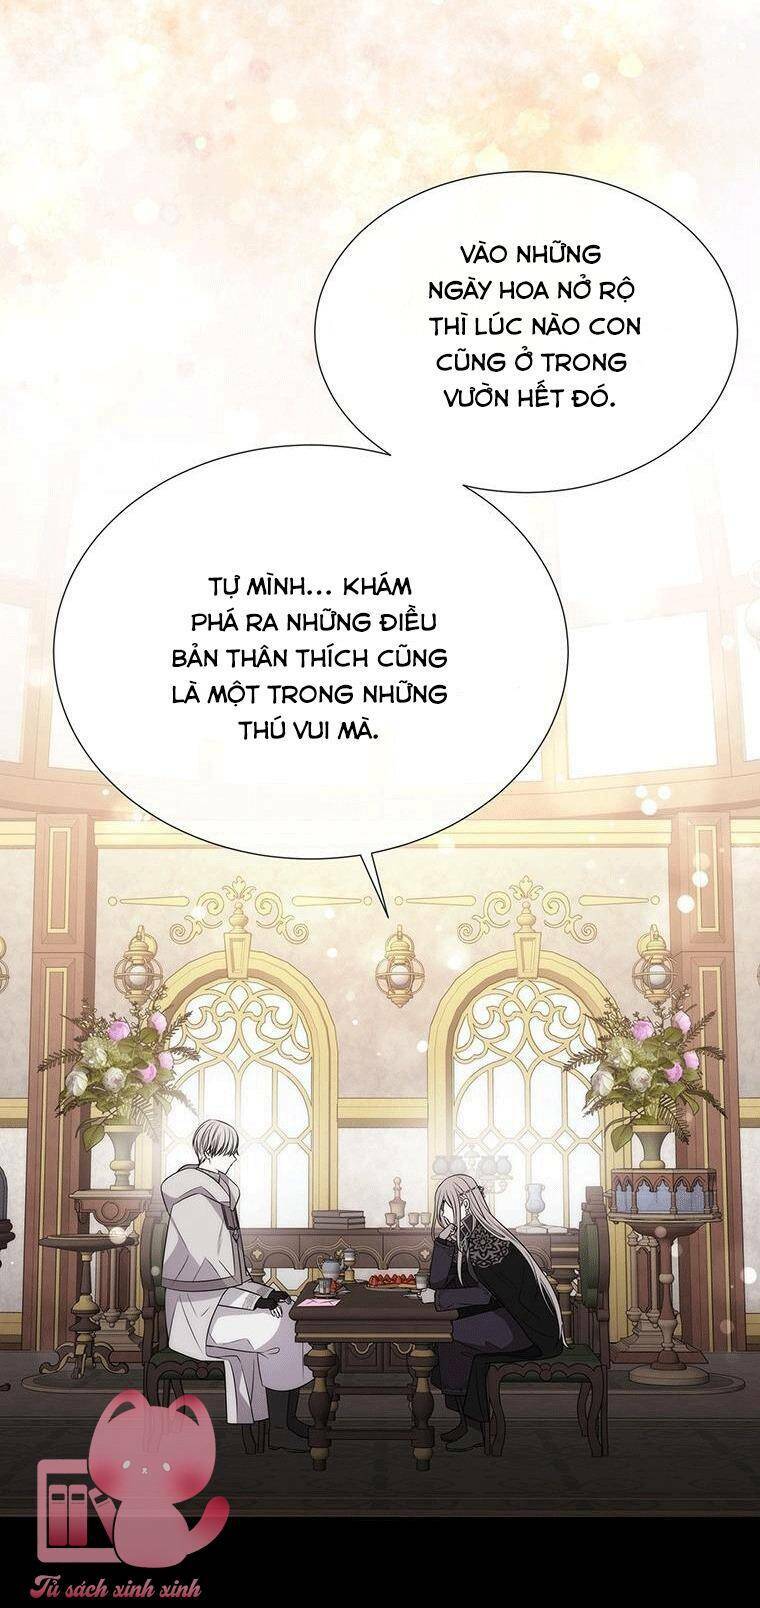 VÀO NHỮNG
NGÀY HOA NỞ RỘ
THÌ LÚC NÀO CON
CŨNG Ở TRONG
VƯỜN HẾT ĐÓ.
TỰ MÌNH... KHÁM
PHÁ RA NHỮNG ĐIỀU
BẢN THÂN THÍCH CŨNG
LÀ MỘT TRONG NHỮNG
THÚ VUI MÀ.
Tủ sách xinh xinh